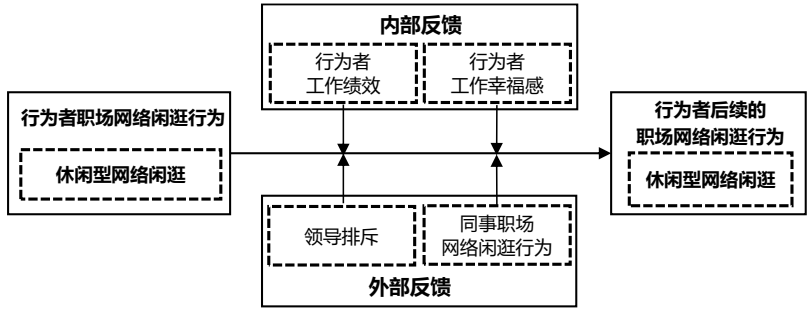 内部反馈
行为者
工作绩效
行为者
工作幸福感
行为者职场网络闲逛行为
休闲型网络闲逛
行为者后续的
职场网络闲逛行为
休闲型网络闲逛
领导排斥
同事职场
网络闲逛行为
外部反馈